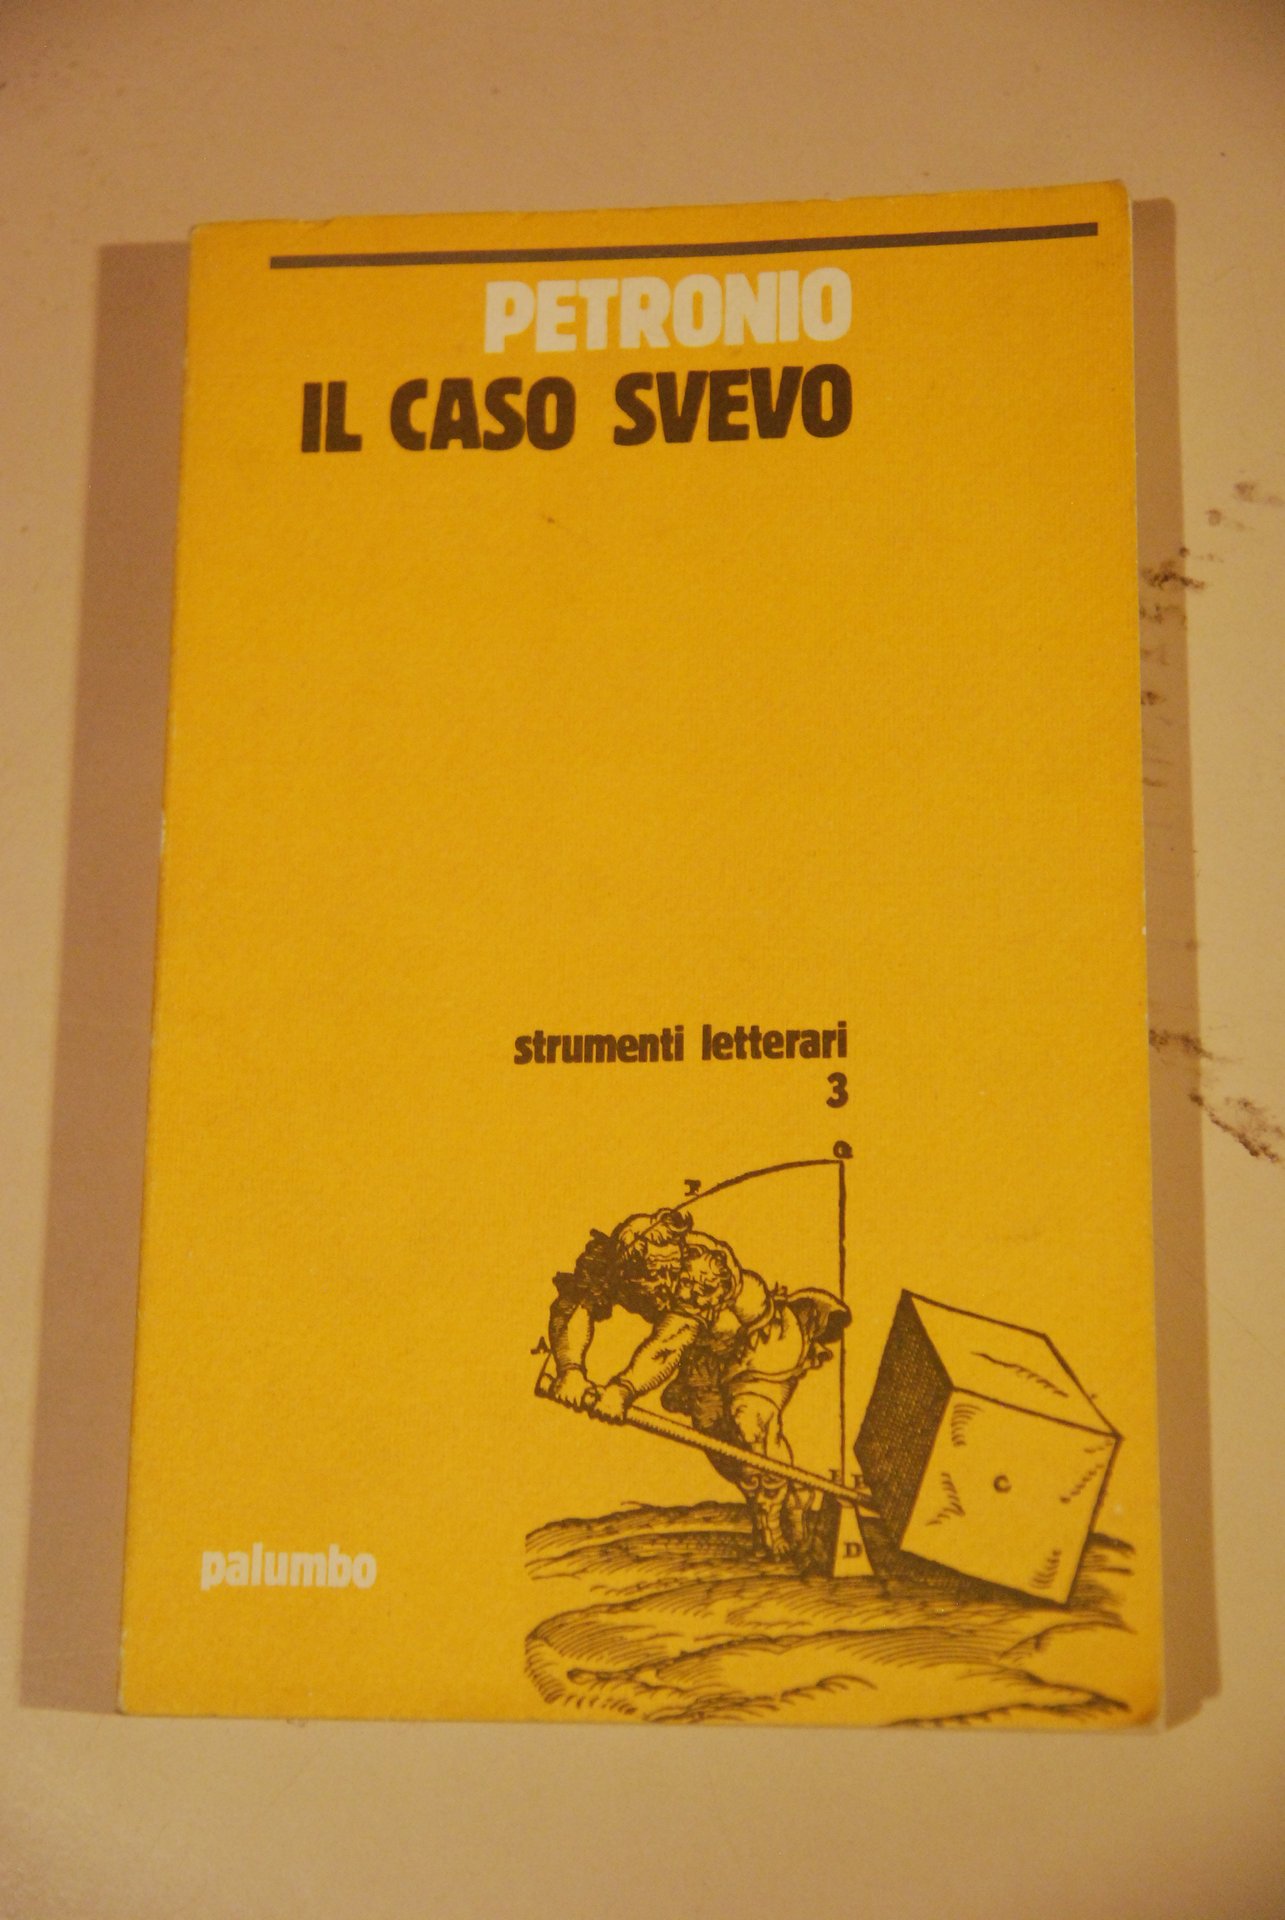 PETRONIO
IL CASO SVEVO
strumenti letterari
3
G
F
A
C
D
palumbo